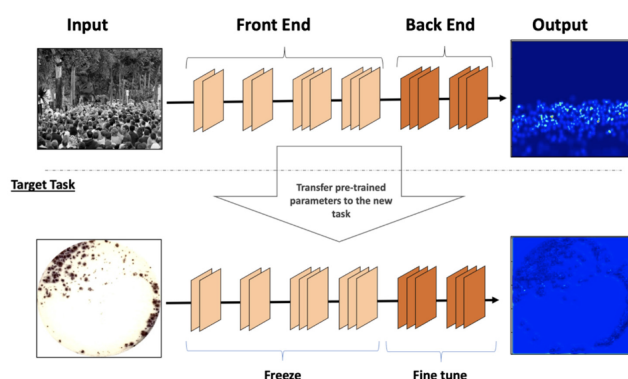 Input
Front End
Back End
Output
Target Task
Transfer pre-trained
parameters to the new
task
Freeze
Fine tune